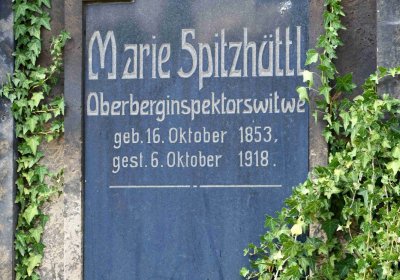 Marie Spitzhüttl
Oberberginspektorswitwe
geb. 16. Oktober 1853,
gest. 6. Oktober 1918.